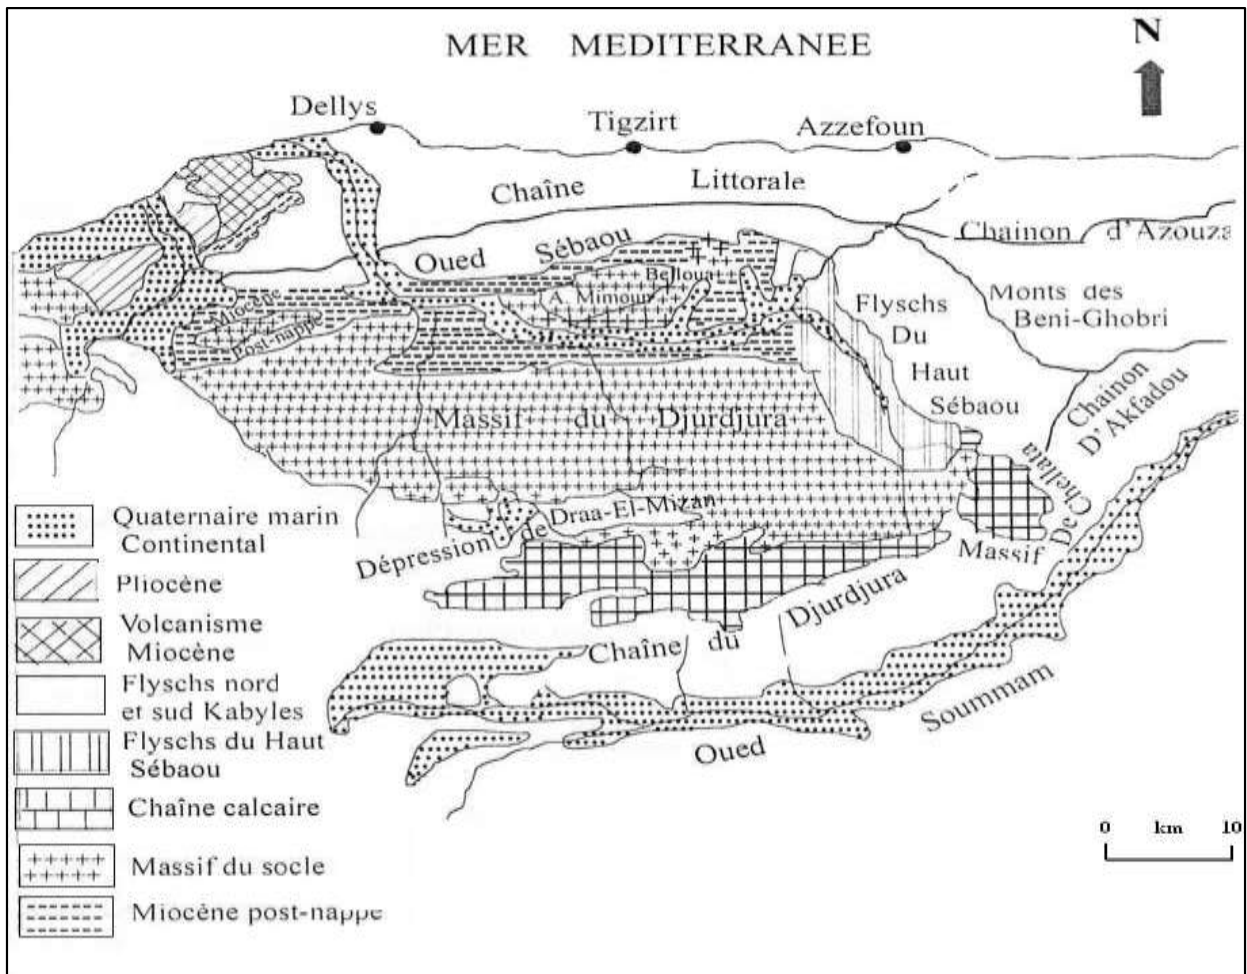 MER MEDITERRANEE
N
Dellys
Tigzirt
Azzefoun
Chaîne Littorale
Chainon d'Azouza
Oued Sébaou
Belloua
A. Mimoun
Miocène
Post-nappe
Flyschs
Du
Haut
Sébaou
Monts des
Beni-Ghobri
Chainon
D'Akfadou
Massif du Djurdjura
Massif
De Chellata
Dépression de
Draa-El-Mizan
Chaîne du Djurdjura
Oued Soummam
Quaternaire marin
Continental
Pliocène
Volcanisme
Miocène
Flyschs nord
et sud Kabyles
Flyschs du Haut
Sébaou
Chaîne calcaire
Massif du socle
Miocène post-nappe
0 km 10